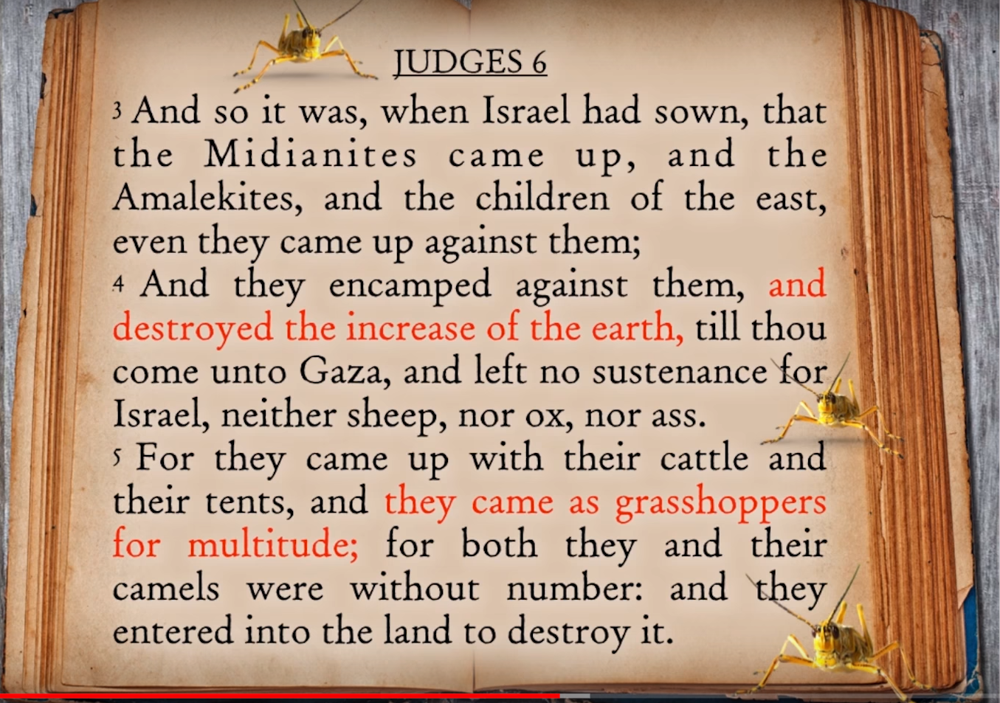 JUDGES 6
3 And so it was, when Israel had sown, that
the Midianites came up, and the
Amalekites, and the children of the east,
even they came up against them;
4 And they encamped against them, and
destroyed the increase of the earth, till thou
come unto Gaza, and left no sustenance for
Israel, neither sheep, nor ox, nor ass.
5 For they came up with their cattle and
their tents, and they came as grasshoppers
for multitude; for both they and their
camels were without number: and they
entered into the land to destroy it.